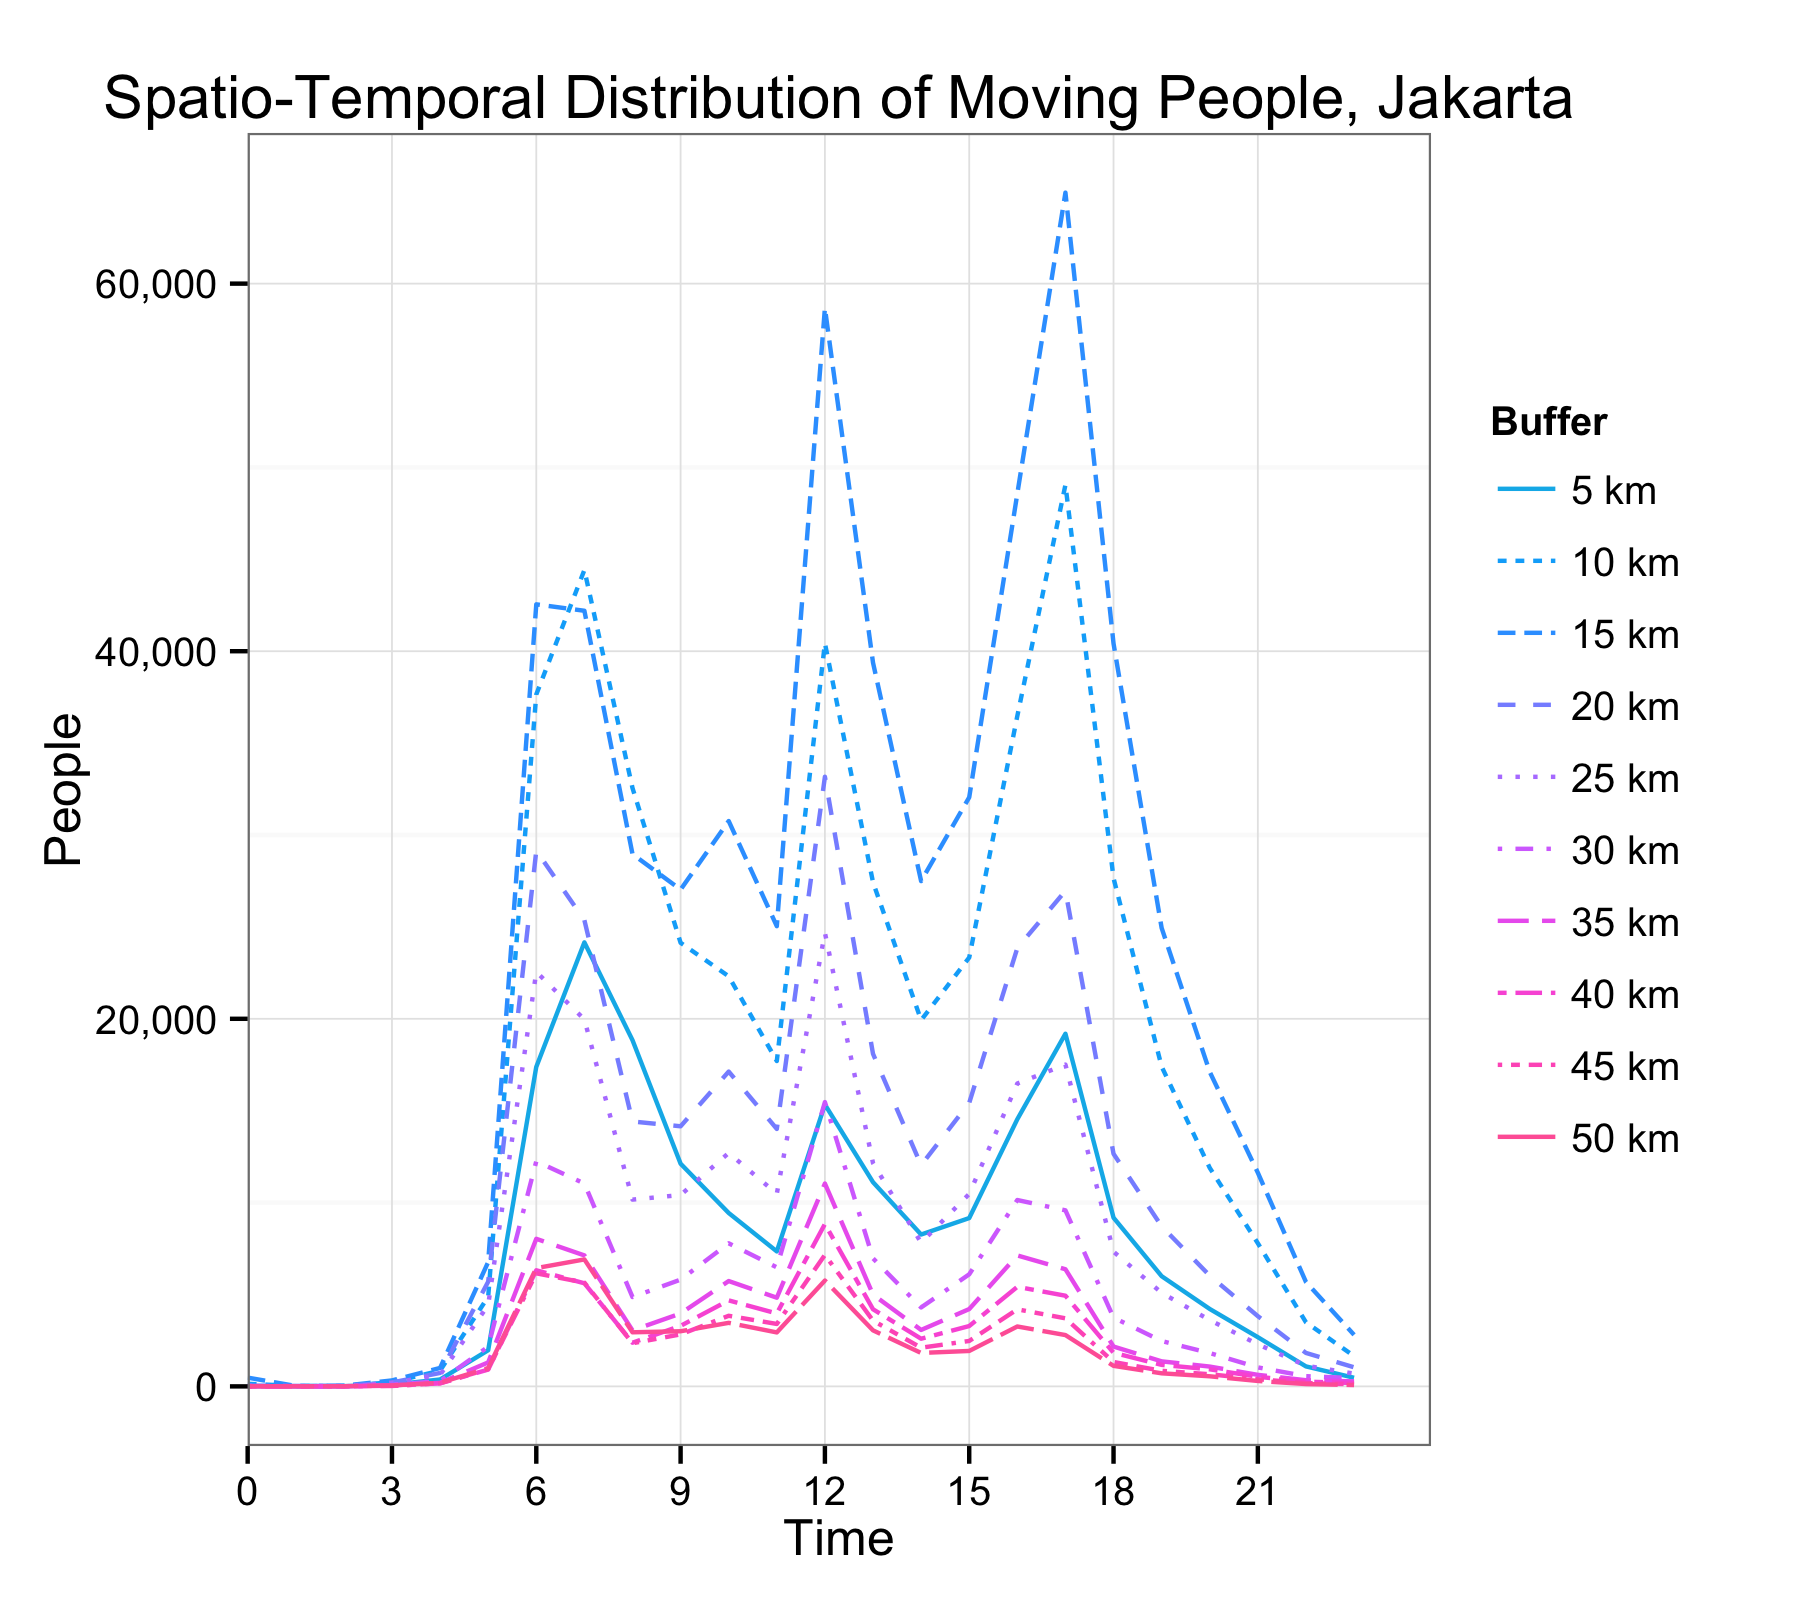 Spatio-Temporal Distribution of Moving People, Jakarta
People
60,000
40,000
20,000
0
0 3 6 9 12 15 18 21
Time
Buffer
5 km
10 km
15 km
20 km
25 km
30 km
35 km
40 km
45 km
50 km